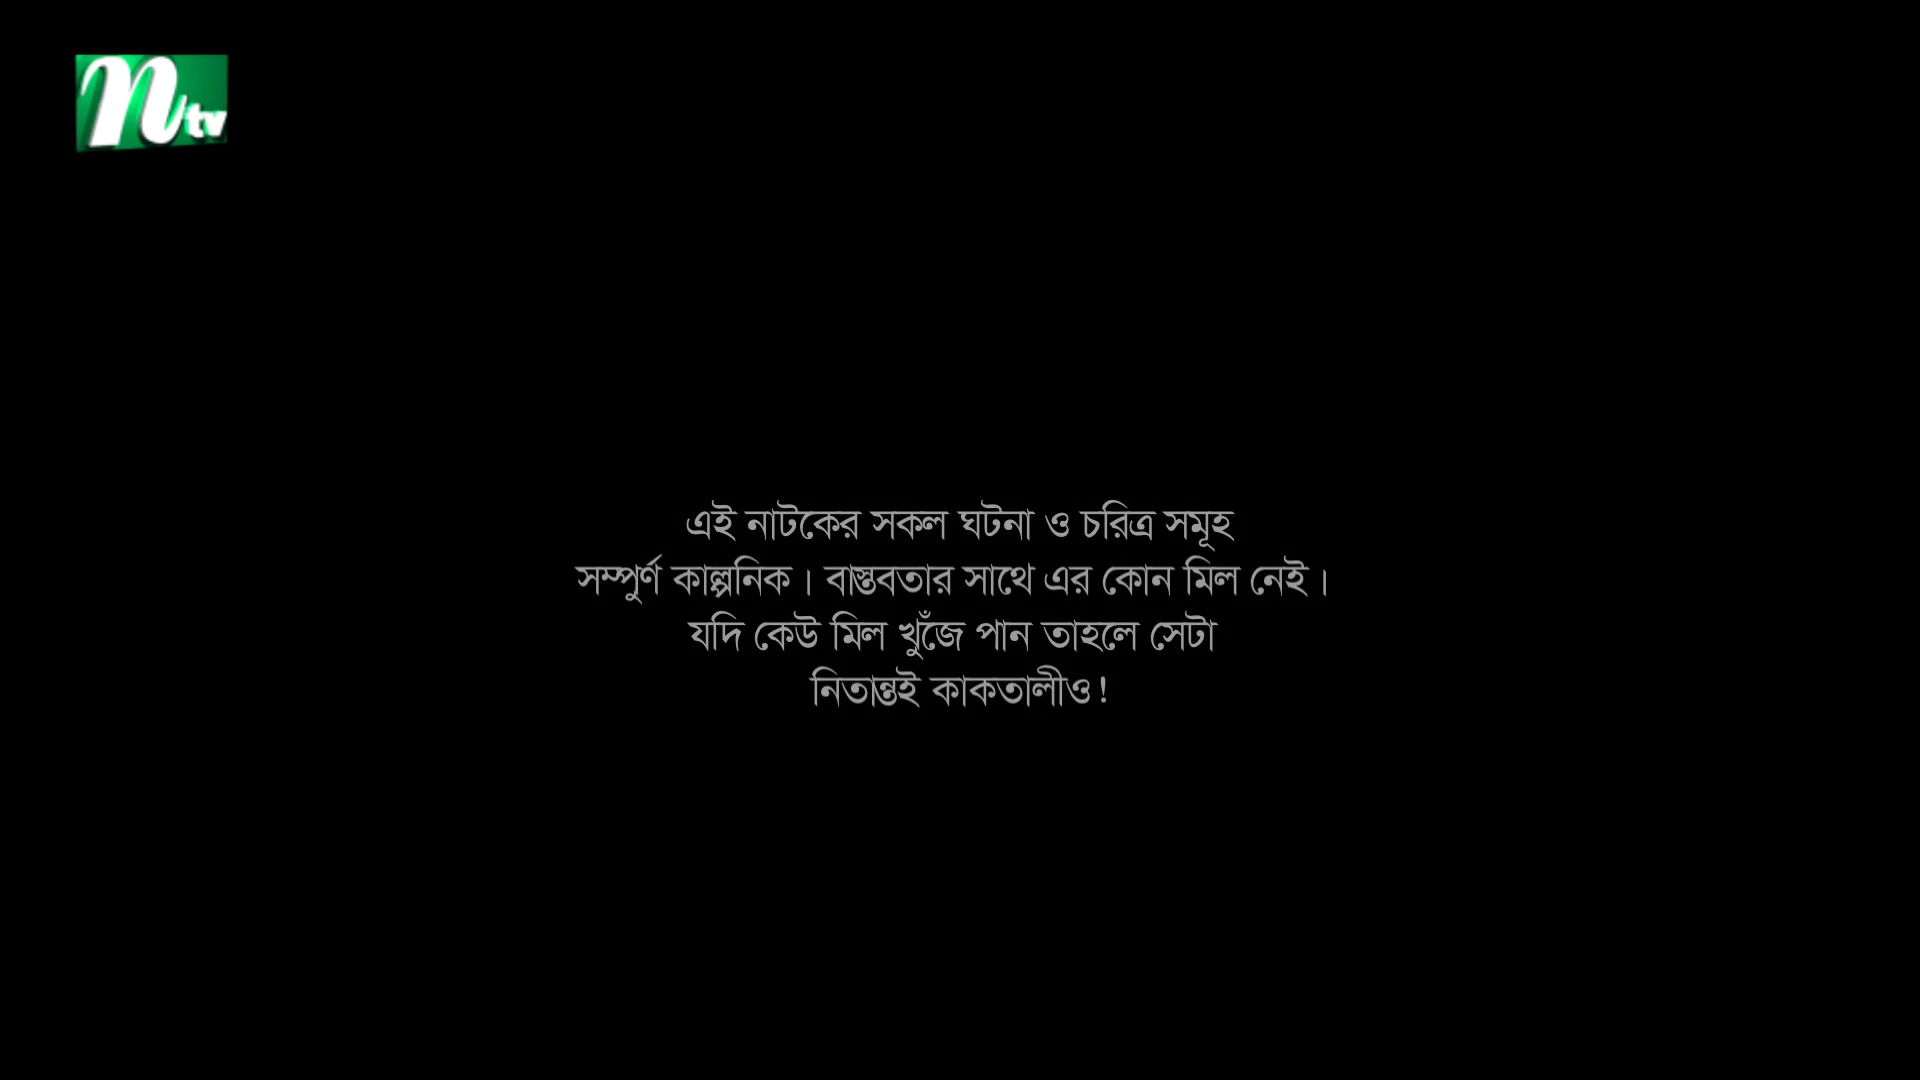 ntv
এই নাটকের সকল ঘটনা ও চরিত্র সমূহ
সম্পুর্ণ কাল্পনিক। বাস্তবতার সাথে এর কোন মিল নেই।
যদি কেউ মিল খুঁজে পান তাহলে সেটা
নিতান্তই কাকতালীও!